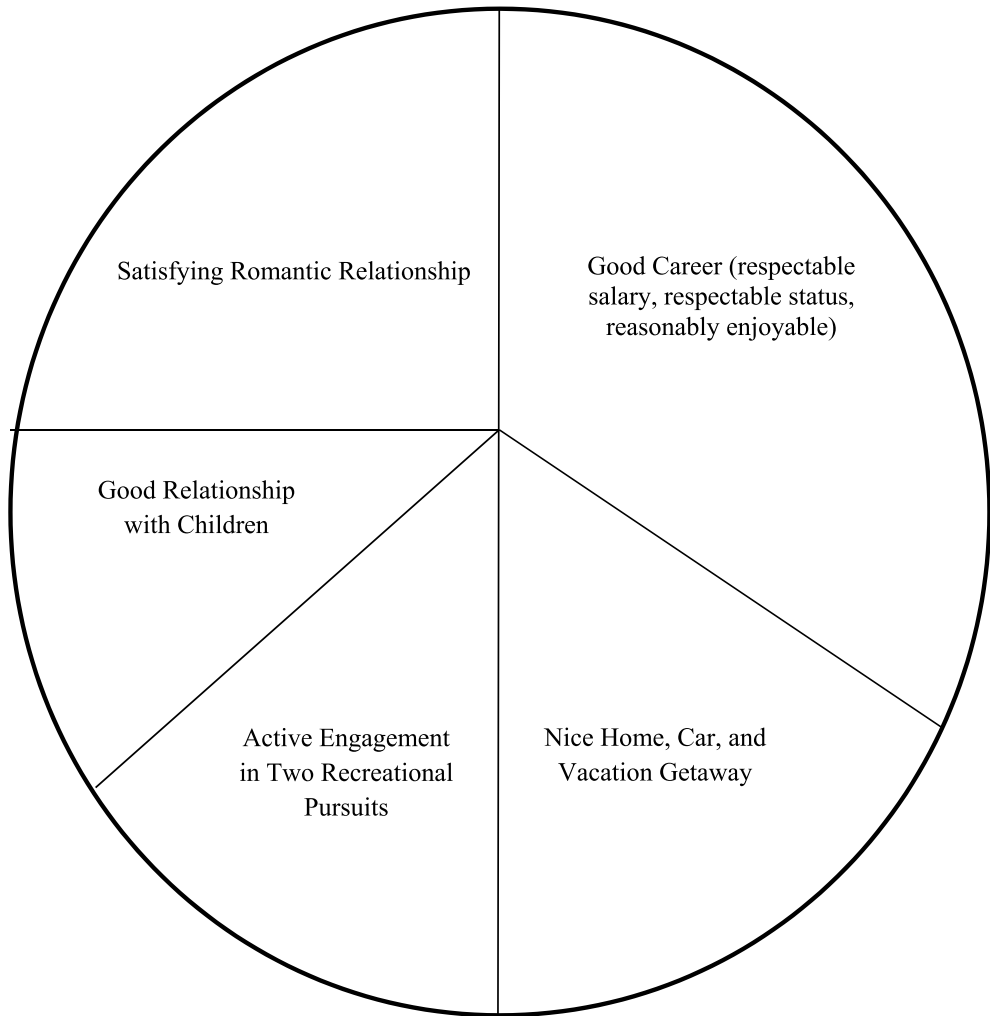 Satisfying Romantic Relationship
Good Career (respectable
salary, respectable status,
reasonably enjoyable)
Good Relationship
with Children
Active Engagement
in Two Recreational
Pursuits
Nice Home, Car, and
Vacation Getaway